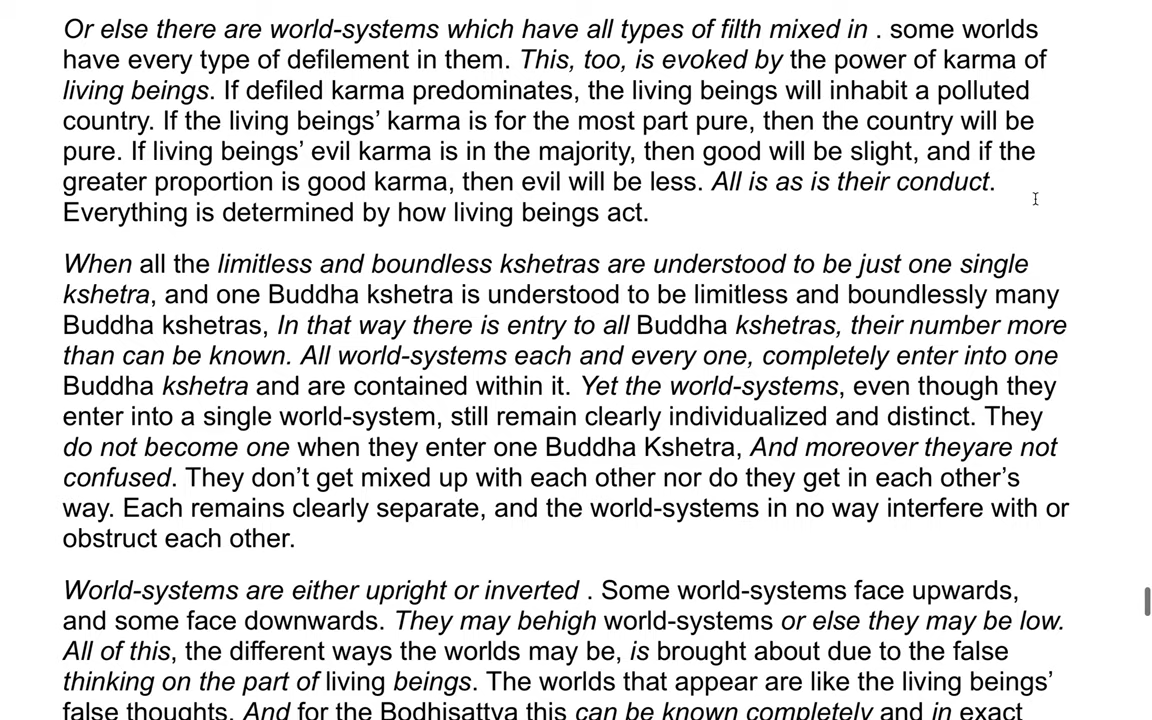 Or else there are world-systems which have all types of filth mixed in . some worlds
have every type of defilement in them. This, too, is evoked by the power of karma of
living beings. If defiled karma predominates, the living beings will inhabit a polluted
country. If the living beings’ karma is for the most part pure, then the country will be
pure. If living beings’ evil karma is in the majority, then good will be slight, and if the
greater proportion is good karma, then evil will be less. All is as is their conduct.
Everything is determined by how living beings act.
When all the limitless and boundless kshetras are understood to be just one single
kshetra, and one Buddha kshetra is understood to be limitless and boundlessly many
Buddha kshetras, In that way there is entry to all Buddha kshetras, their number more
than can be known. All world-systems each and every one, completely enter into one
Buddha kshetra and are contained within it. Yet the world-systems, even though they
enter into a single world-system, still remain clearly individualized and distinct. They
do not become one when they enter one Buddha Kshetra, And moreover theyare not
confused. They don’t get mixed up with each other nor do they get in each other’s
way. Each remains clearly separate, and the world-systems in no way interfere with or
obstruct each other.
World-systems are either upright or inverted . Some world-systems face upwards,
and some face downwards. They may behigh world-systems or else they may be low.
All of this, the different ways the worlds may be, is brought about due to the false
thinking on the part of living beings. The worlds that appear are like the living beings’
false thoughts. And for the Bodhisattva this can be known completely and in exact